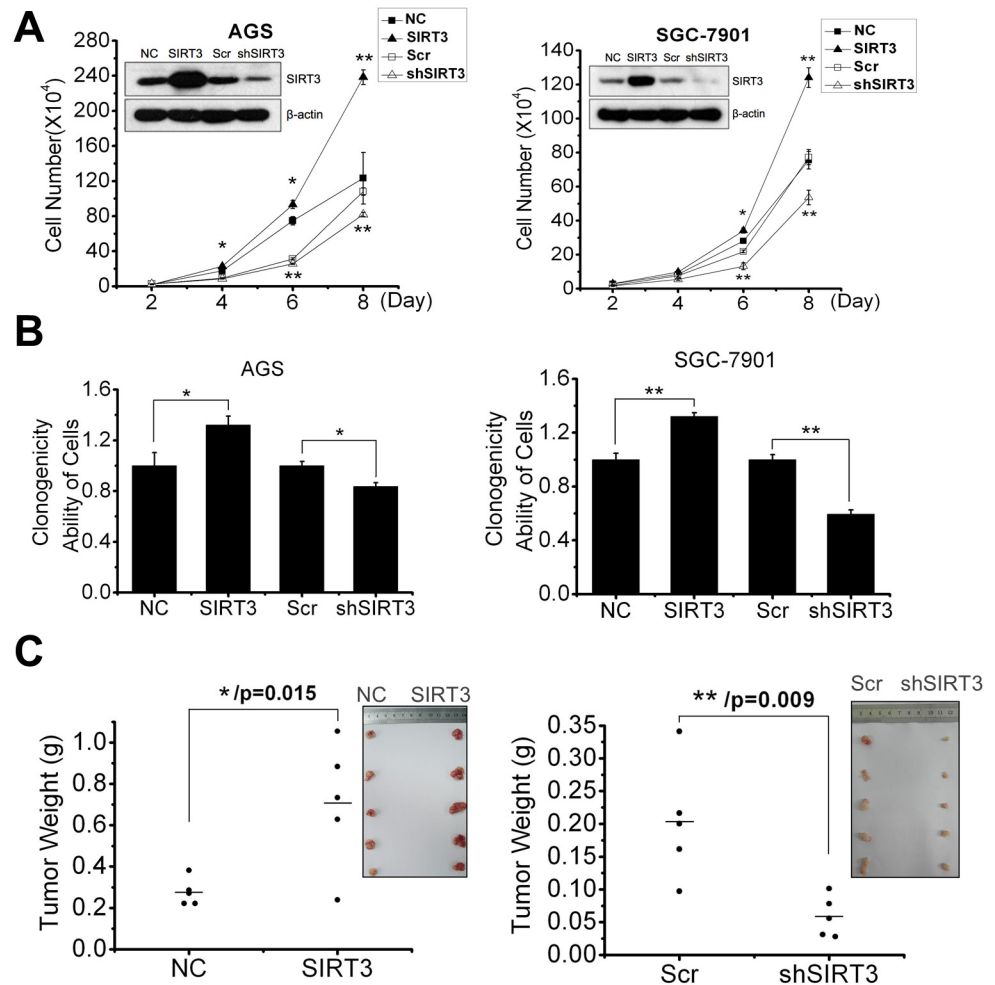 A
AGS
NC
SIRT3
Scr
shSIRT3
NC SIRT3 Scr shSIRT3
SIRT3
β-actin
Cell Number(X10⁴)
280
240
200
160
120
80
40
0
** 
* 
* 
** 
**
2 4 6 8 (Day)
SGC-7901
NC
SIRT3
Scr
shSIRT3
NC SIRT3 Scr shSIRT3
SIRT3
β-actin
Cell Number (X10⁴)
140
120
100
80
60
40
20
0
**
*
**
**
2 4 6 8 (Day)
B
AGS
Clonogenicity
Ability of Cells
1.6
1.2
0.8
0.4
0.0
*
*
NC SIRT3 Scr shSIRT3
SGC-7901
Clonogenicity
Ability of Cells
1.6
1.2
0.8
0.4
0.0
**
**
NC SIRT3 Scr shSIRT3
C
*/p=0.015
NC SIRT3
Tumor Weight (g)
1.0
0.8
0.6
0.4
0.2
0.0
NC SIRT3
**/p=0.009
Scr shSIRT3
Tumor Weight (g)
0.35
0.30
0.25
0.20
0.15
0.10
0.05
0.00
Scr shSIRT3